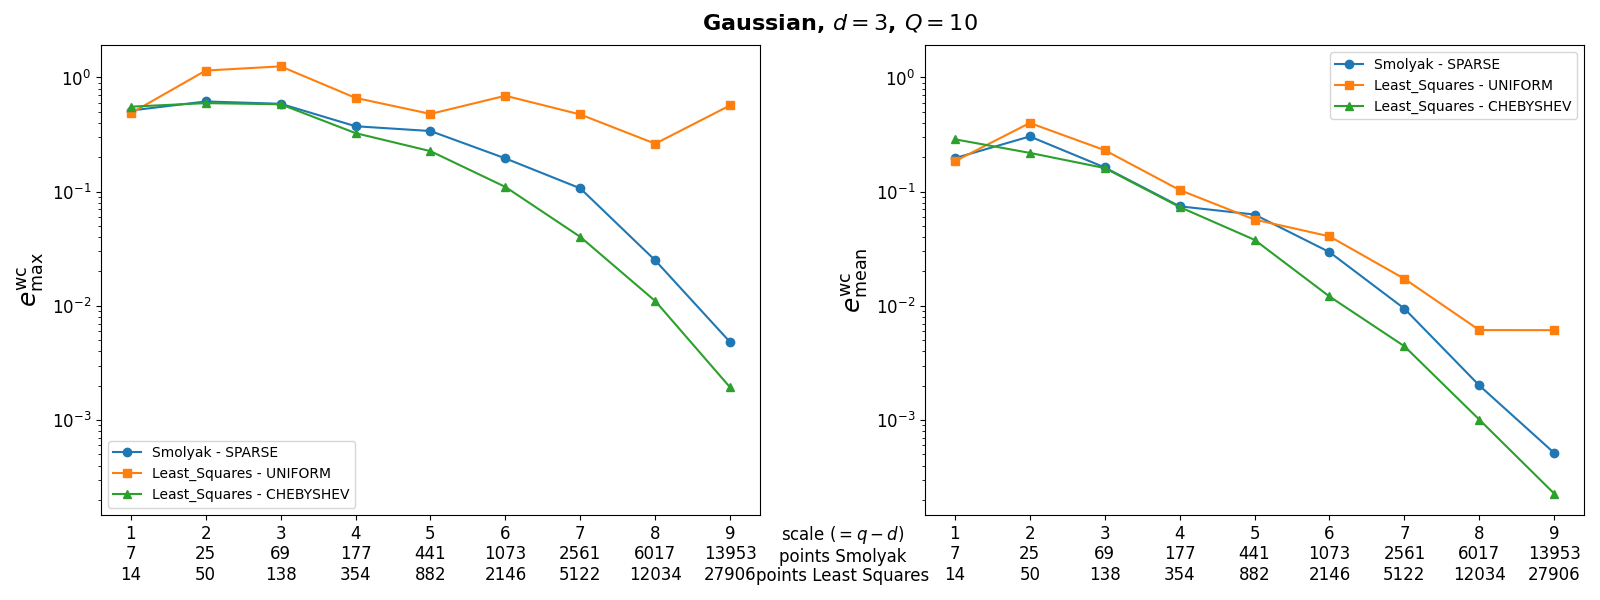 Gaussian, d = 3, Q = 10
10⁰
10⁻¹
10⁻²
10⁻³
e^wc_max
Smolyak - SPARSE
Least_Squares - UNIFORM
Least_Squares - CHEBYSHEV
1 2 3 4 5 6 7 8 9
7 25 69 177 441 1073 2561 6017 13953
14 50 138 354 882 2146 5122 12034 27906
scale (= q − d)
points Smolyak
points Least Squares
10⁰
10⁻¹
10⁻²
10⁻³
e^wc_mean
Smolyak - SPARSE
Least_Squares - UNIFORM
Least_Squares - CHEBYSHEV
1 2 3 4 5 6 7 8 9
7 25 69 177 441 1073 2561 6017 13953
14 50 138 354 882 2146 5122 12034 27906